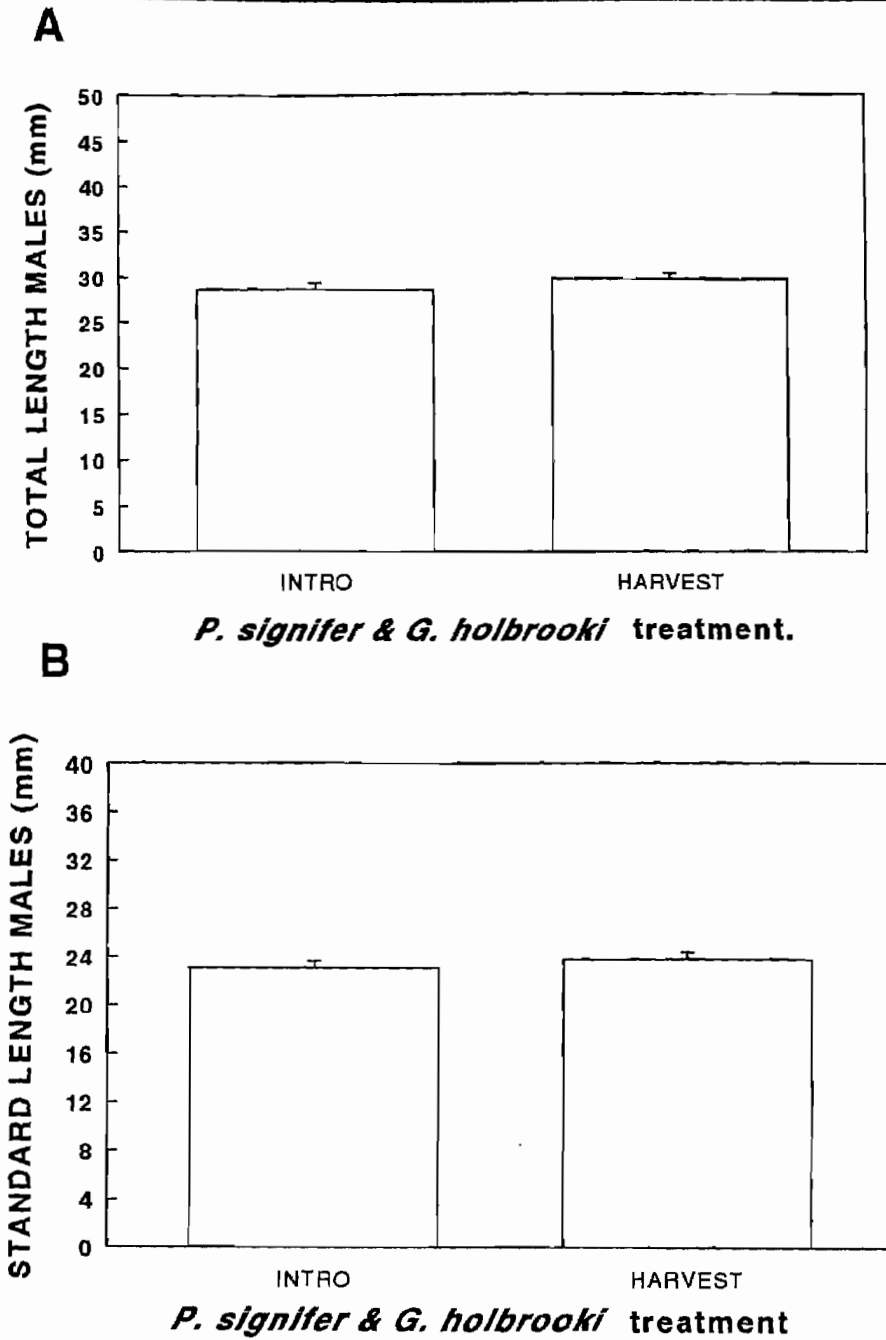 A
TOTAL LENGTH MALES (mm)
50
45
40
35
30
25
20
15
10
5
0
INTRO HARVEST
P. signifer & G. holbrooki treatment.
B
STANDARD LENGTH MALES (mm)
40
36
32
28
24
20
16
12
8
4
0
INTRO HARVEST
P. signifer & G. holbrooki treatment